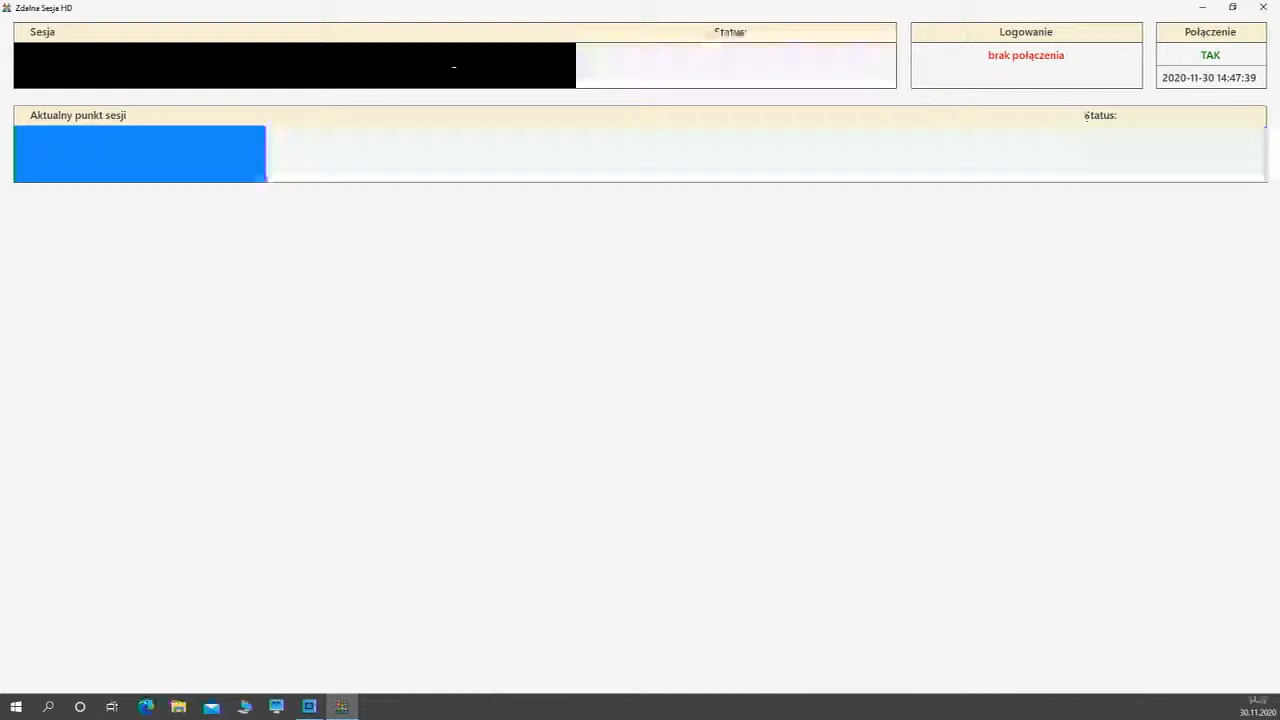 Zdalna Sesja HD
Sesja
Status:
Logowanie
brak połączenia
Połączenie
TAK
2020-11-30 14:47:39
Aktualny punkt sesji
Status:
30.11.2020